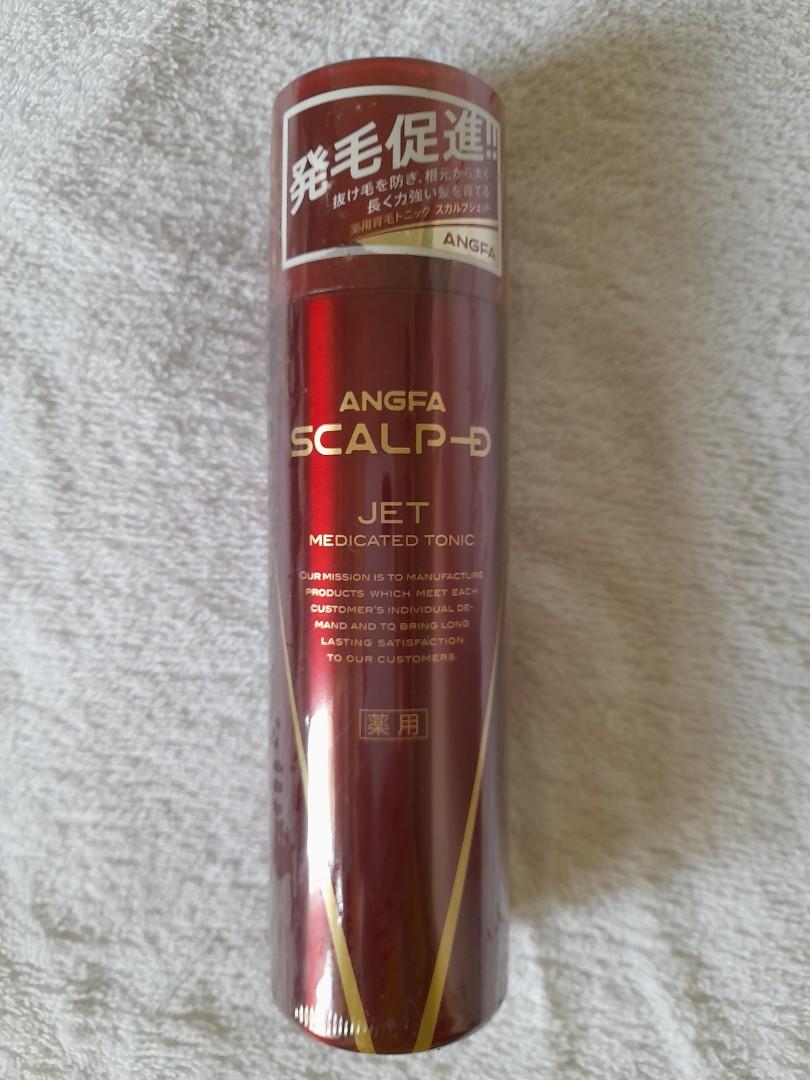 発毛促進!!
抜け毛を防ぎ、根元から太く
長く力強い髪を育てる
薬用育毛トニック スカルプジェット
ANGFA
ANGFA
SCALP-D
JET
MEDICATED TONIC
OUR MISSION IS TO MANUFACTURE
PRODUCTS WHICH MEET EACH
CUSTOMER'S INDIVIDUAL DE-
MAND AND TO BRING LONG
LASTING SATISFACTION
TO OUR CUSTOMERS.
薬用